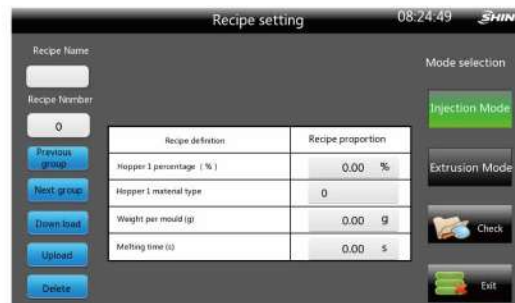 Recipe setting
08:24:49
SHIN
Recipe Name
Mode selection
Recipe Nnmber
Injection Mode
0
Recipe definition
Recipe proportion
Previous
group
Hopper 1 percentage ( % )
0.00 %
Extrusion Mode
Next group
Hopper 1 material type
0
Down load
Weight per mould (g)
0.00 g
Check
Upload
Melting time (s)
0.00 s
Delete
Exit